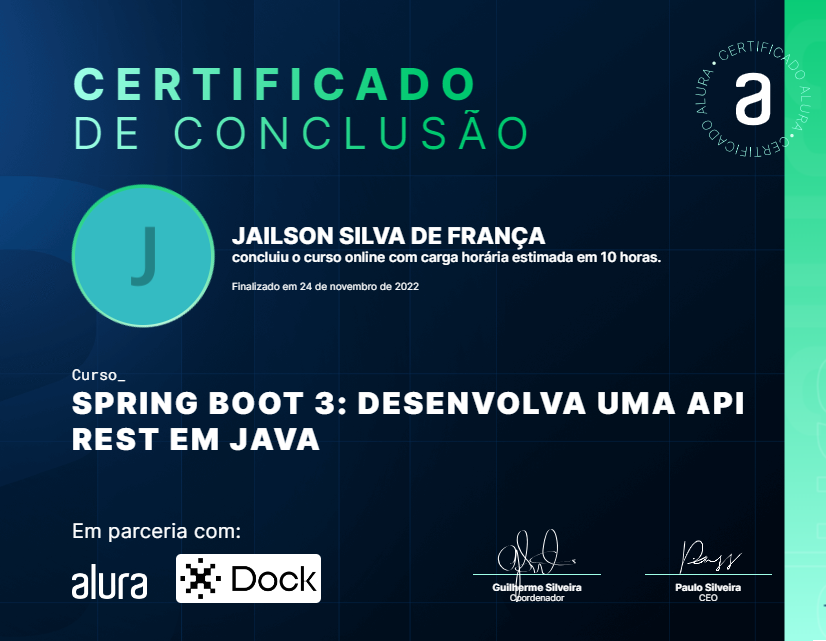 CERTIFICADO
DE CONCLUSÃO
CERTIFICADO ALURA • CERTIFICADO ALURA •
a
J
JAILSON SILVA DE FRANÇA
concluiu o curso online com carga horária estimada em 10 horas.
Finalizado em 24 de novembro de 2022
Curso_
SPRING BOOT 3: DESENVOLVA UMA API
REST EM JAVA
Em parceria com:
alura
Dock
Guilherme Silveira
Coordenador
Paulo Silveira
CEO